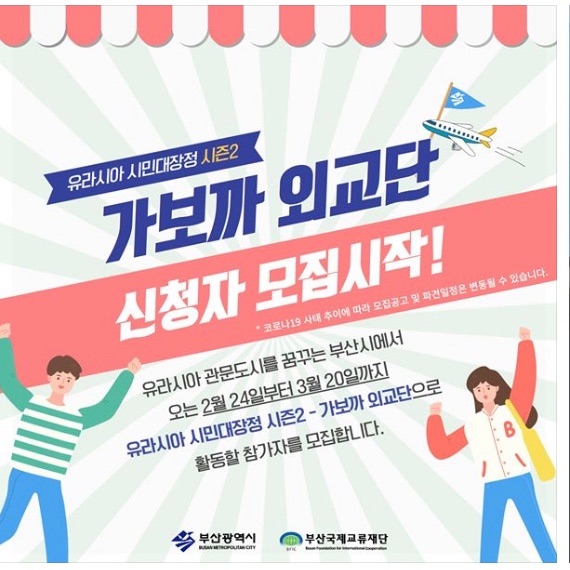 유라시아 시민대장정 시즌2
가보까 외교단
신청자 모집시작!
* 코로나19 사태 추이에 따라 모집공고 및 파견일정은 변동될 수 있습니다.
유라시아 관문도시를 꿈꾸는 부산시에서
오는 2월 24일부터 3월 20일까지
유라시아 시민대장정 시즌2 - 가보까 외교단으로
활동할 참가자를 모집합니다.
B
부산광역시
BUSAN METROPOLITAN CITY
BFIC
부산국제교류재단
Busan Foundation for International Cooperation